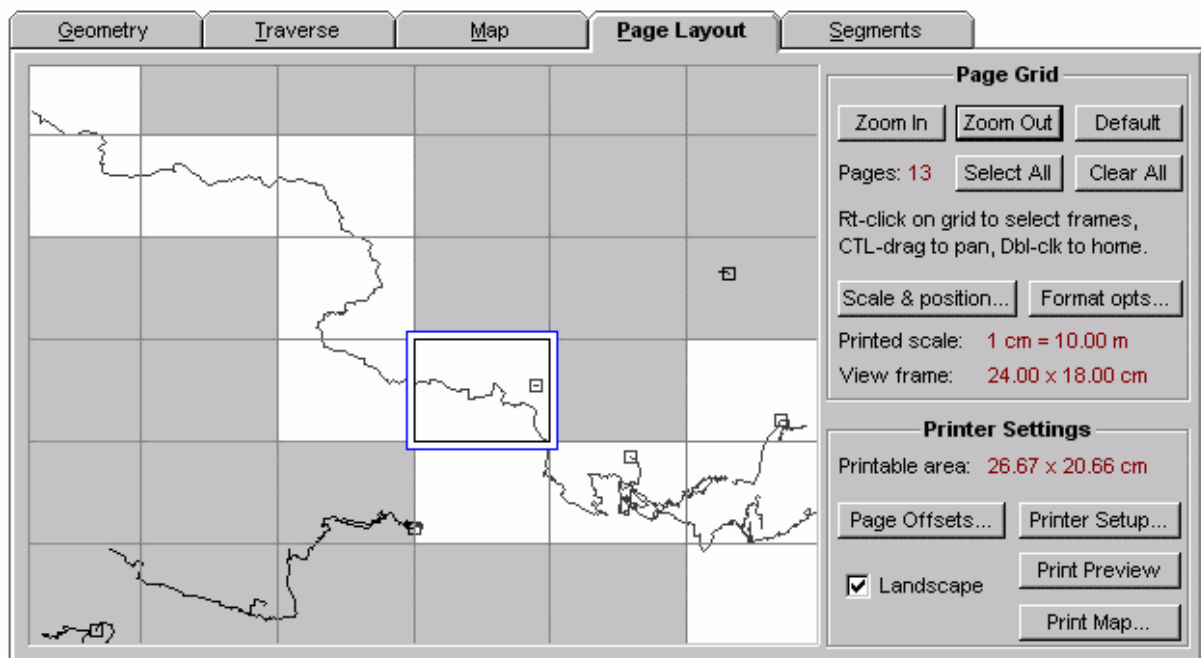 Geometry Traverse Map Page Layout Segments
Page Grid
Zoom In Zoom Out Default
Pages: 13 Select All Clear All
Rt-click on grid to select frames,
CTL-drag to pan, Dbl-clk to home.
Scale & position... Format opts...
Printed scale: 1 cm = 10.00 m
View frame: 24.00 x 18.00 cm
Printer Settings
Printable area: 26.67 x 20.66 cm
Page Offsets... Printer Setup...
Landscape Print Preview
Print Map...